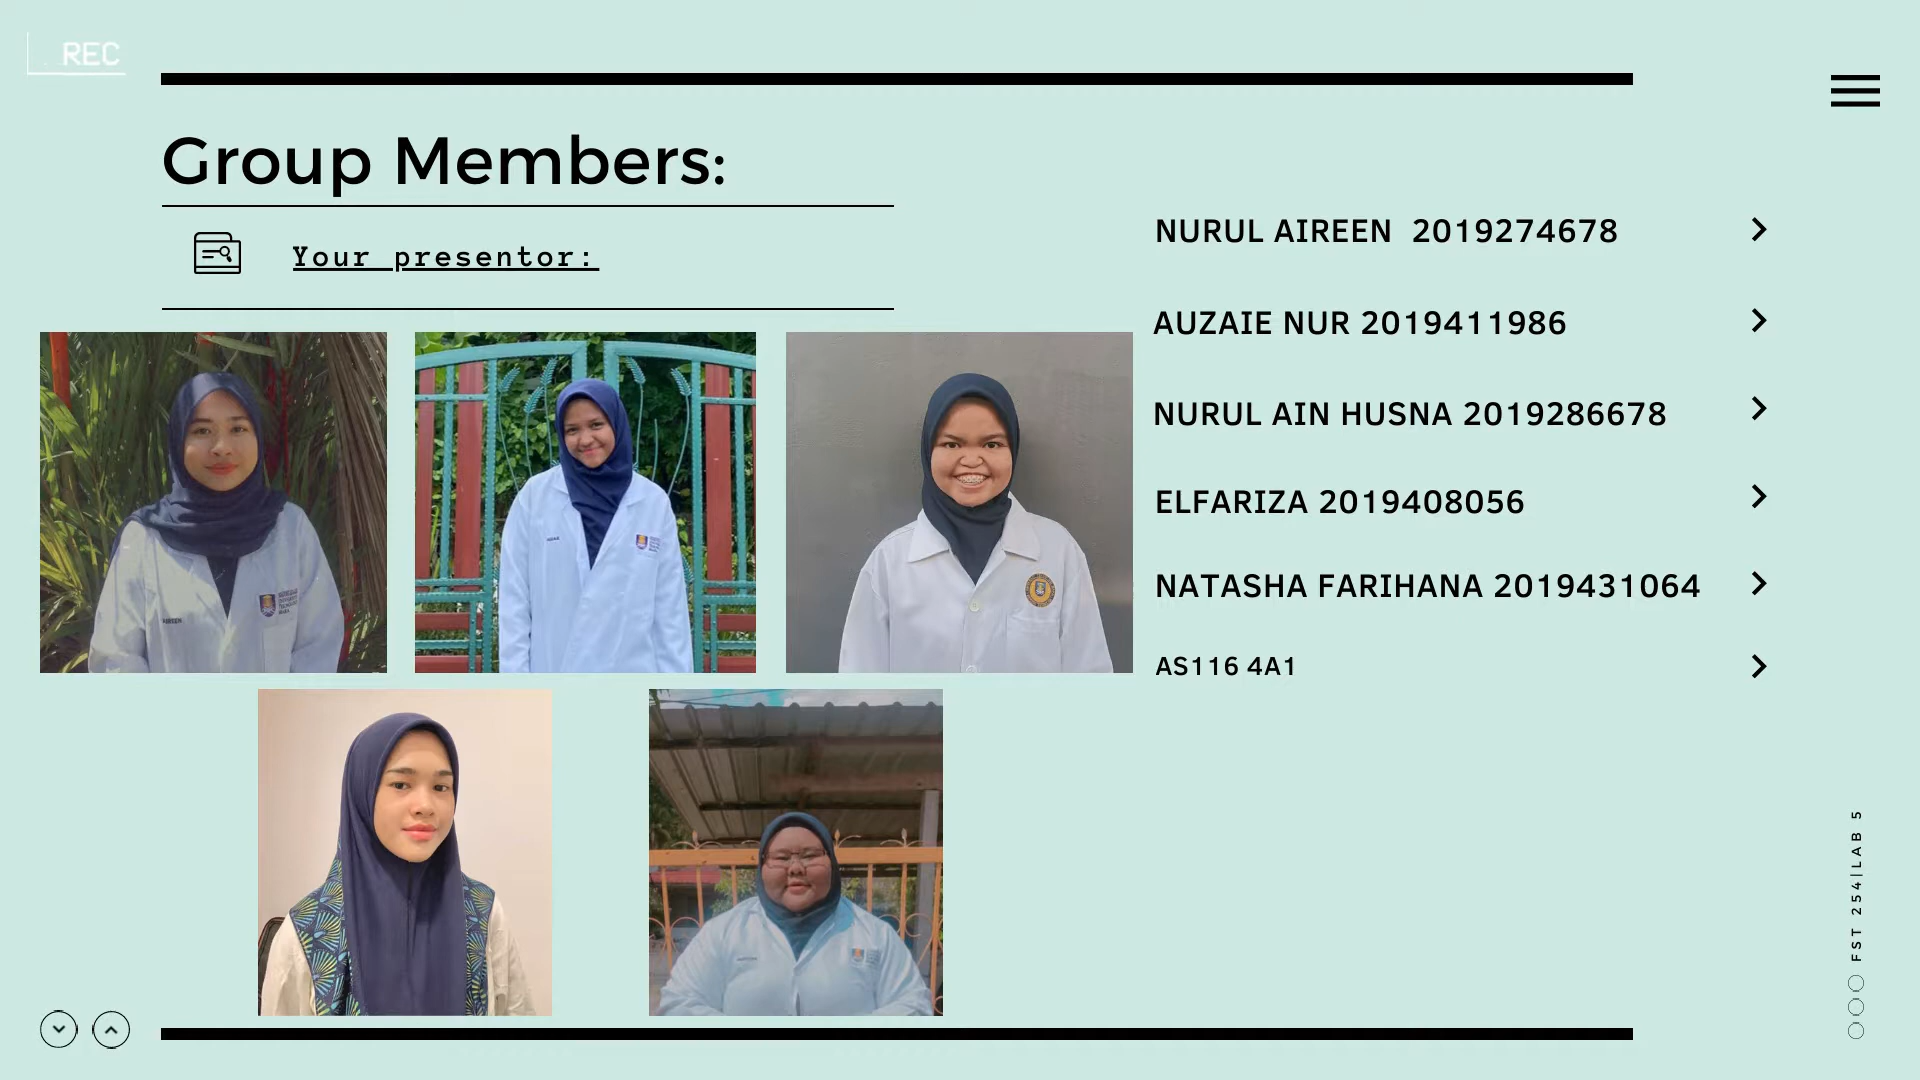 REC
Group Members:
Your presentor:
NURUL AIREEN  2019274678
AUZAIE NUR 2019411986
NURUL AIN HUSNA 2019286678
ELFARIZA 2019408056
NATASHA FARIHANA 2019431064
AS116 4A1
AIREEN
FST 254|LAB 5